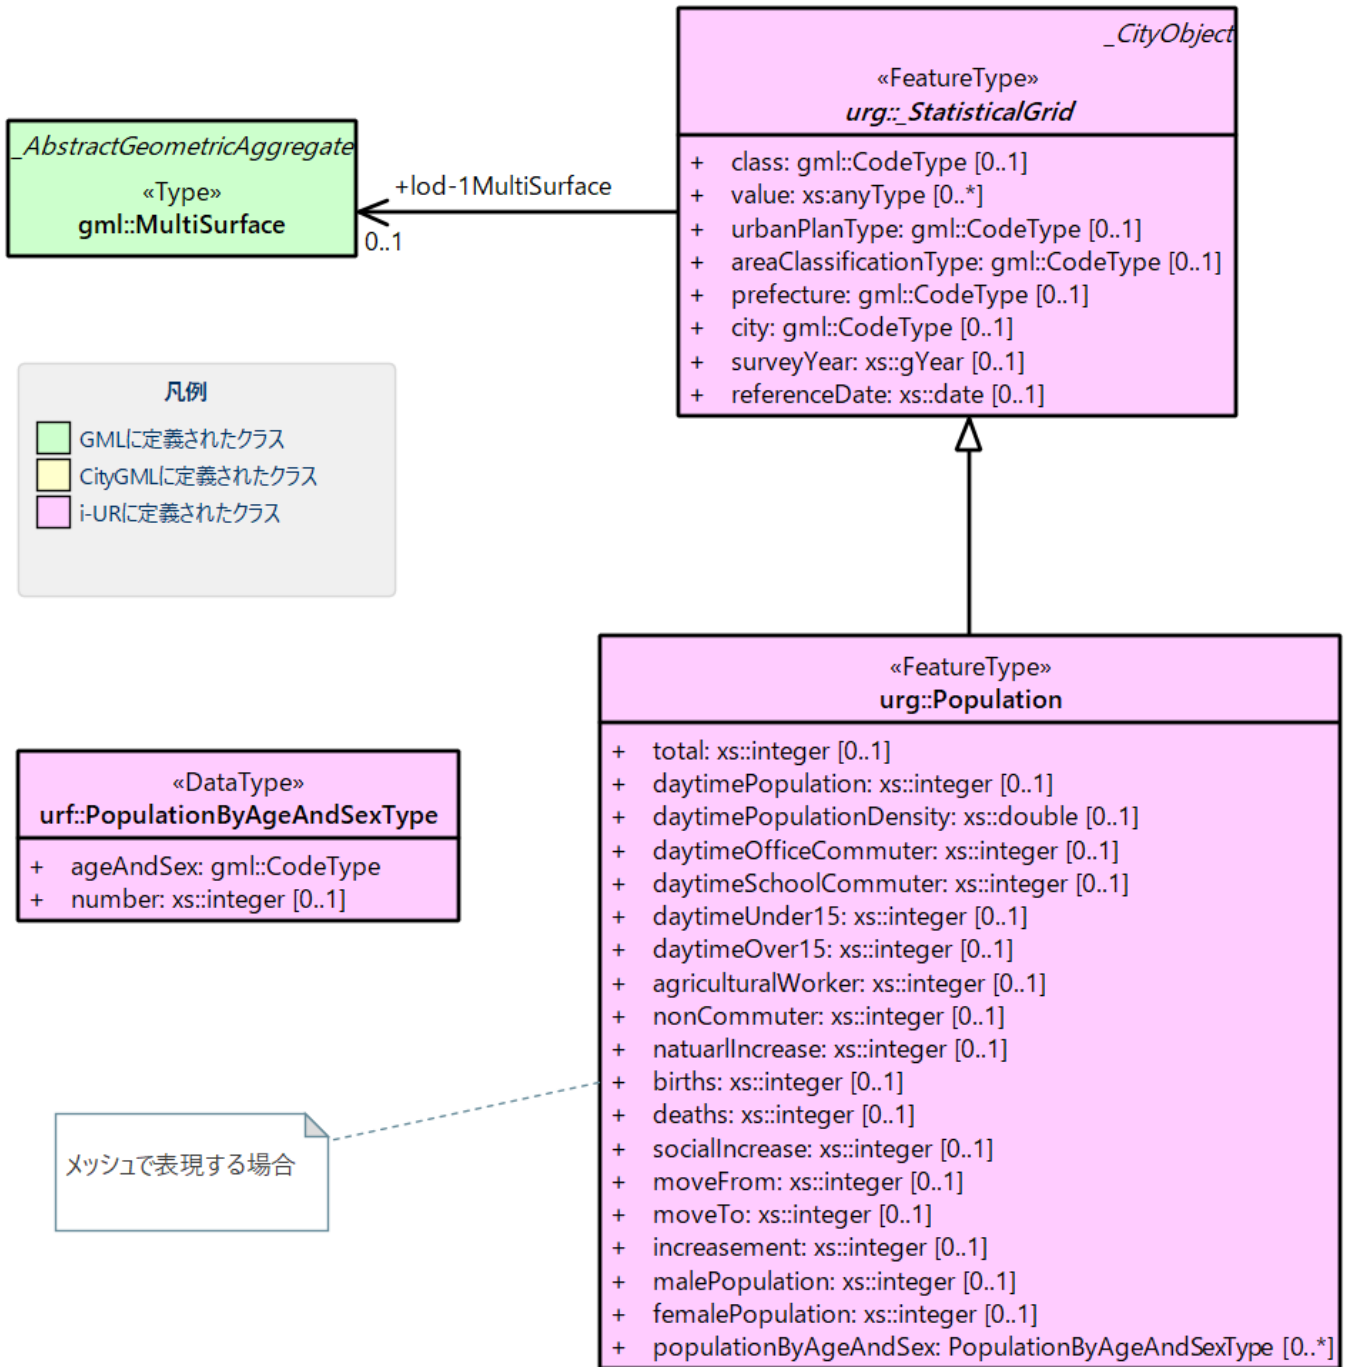 _CityObject
«FeatureType»
urg::_StatisticalGrid
+ class: gml::CodeType [0..1]
+ value: xs:anyType [0..*]
+ urbanPlanType: gml::CodeType [0..1]
+ areaClassificationType: gml::CodeType [0..1]
+ prefecture: gml::CodeType [0..1]
+ city: gml::CodeType [0..1]
+ surveyYear: xs::gYear [0..1]
+ referenceDate: xs::date [0..1]
_AbstractGeometricAggregate
«Type»
gml::MultiSurface
+lod-1MultiSurface
0..1
凡例
GMLに定義されたクラス
CityGMLに定義されたクラス
i-URに定義されたクラス
«FeatureType»
urg::Population
+ total: xs::integer [0..1]
+ daytimePopulation: xs::integer [0..1]
+ daytimePopulationDensity: xs::double [0..1]
+ daytimeOfficeCommuter: xs::integer [0..1]
+ daytimeSchoolCommuter: xs::integer [0..1]
+ daytimeUnder15: xs::integer [0..1]
+ daytimeOver15: xs::integer [0..1]
+ agriculturalWorker: xs::integer [0..1]
+ nonCommuter: xs::integer [0..1]
+ natuarlIncrease: xs::integer [0..1]
+ births: xs::integer [0..1]
+ deaths: xs::integer [0..1]
+ socialIncrease: xs::integer [0..1]
+ moveFrom: xs::integer [0..1]
+ moveTo: xs::integer [0..1]
+ increasement: xs::integer [0..1]
+ malePopulation: xs::integer [0..1]
+ femalePopulation: xs::integer [0..1]
+ populationByAgeAndSex: PopulationByAgeAndSexType [0..*]
«DataType»
urf::PopulationByAgeAndSexType
+ ageAndSex: gml::CodeType
+ number: xs::integer [0..1]
メッシュで表現する場合